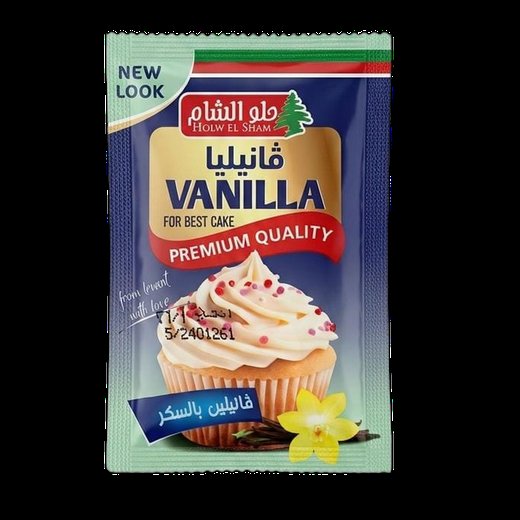 NEW
LOOK
حلو الشام
HOLW EL SHAM
ڤانيليا
VANILLA
FOR BEST CAKE
PREMIUM QUALITY
from levant
with love
5/2401261
ڤانيلين بالسكر